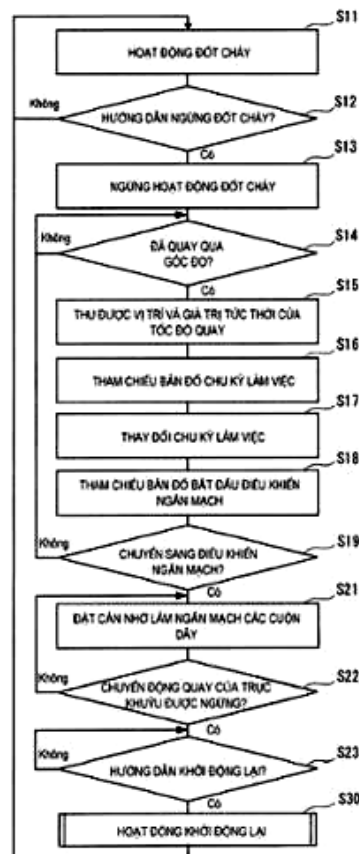 S11
HOẠT ĐỘNG ĐỐT CHÁY
S12
Không
HƯỚNG DẪN NGỪNG ĐỐT CHÁY?
Có
S13
NGỪNG HOẠT ĐỘNG ĐỐT CHÁY
S14
Không
ĐÃ QUAY QUA
GÓC ĐO?
Có
S15
THU ĐƯỢC VỊ TRÍ VÀ GIÁ TRỊ TỨC THỜI CỦA
TỐC ĐỘ QUAY
S16
THAM CHIẾU BẢN ĐỒ CHU KỲ LÀM VIỆC
S17
THAY ĐỔI CHU KỲ LÀM VIỆC
S18
THAM CHIẾU BẢN ĐỒ BẮT ĐẦU ĐIỀU KHIỂN
NGẮN MẠCH
S19
Không
CHUYỂN SANG ĐIỀU KHIỂN
NGẮN MẠCH?
Có
S21
ĐẶT CẦN NHỚ LÀM NGẮN MẠCH CÁC CUỘN
DÂY
S22
Không
CHUYỂN ĐỘNG QUAY CỦA TRỤC
KHUỶU ĐƯỢC NGỪNG?
Có
S23
Không
HƯỚNG DẪN KHỞI ĐỘNG LẠI?
Có
S30
HOẠT ĐỘNG KHỞI ĐỘNG LẠI